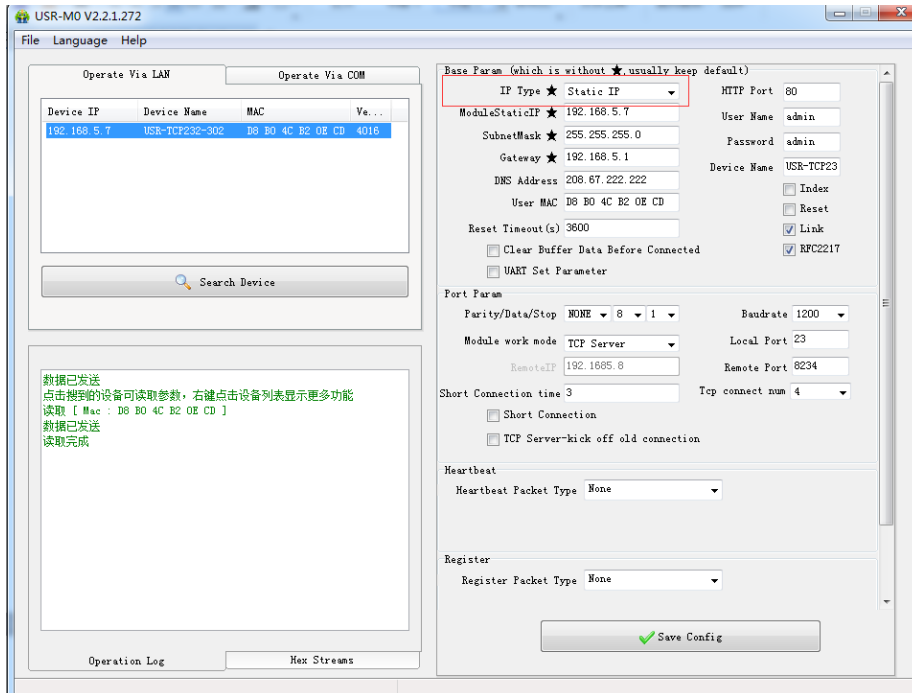 USR-M0 V2.2.1.272
File Language Help
Operate Via LAN Operate Via COM
Device IP Device Name MAC Ve...
192.168.5.7 USR-TCP232-302 D8 B0 4C B2 0E CD 4016
Search Device
数据已发送
点击搜到的设备可读取参数，右键点击设备列表显示更多功能
读取 [ Mac : D8 B0 4C B2 0E CD ]
数据已发送
读取完成
Operation Log Hex Streams
Base Param (which is without ★,usually keep default)
IP Type ★ Static IP
ModuleStaticIP ★ 192.168.5.7
SubnetMask ★ 255.255.255.0
Gateway ★ 192.168.5.1
DNS Address 208.67.222.222
User MAC D8 B0 4C B2 0E CD
Reset Timeout(s) 3600
Clear Buffer Data Before Connected
UART Set Parameter
HTTP Port 80
User Name admin
Password admin
Device Name USR-TCP23
Index
Reset
Link
RFC2217
Port Param
Parity/Data/Stop NONE 8 1 Baudrate 1200
Module work mode TCP Server Local Port 23
RemoteIP 192.1685.8 Remote Port 8234
Short Connection time 3 Tcp connect num 4
Short Connection
TCP Server-kick off old connection
Heartbeat
Heartbeat Packet Type None
Register
Register Packet Type None
Save Config